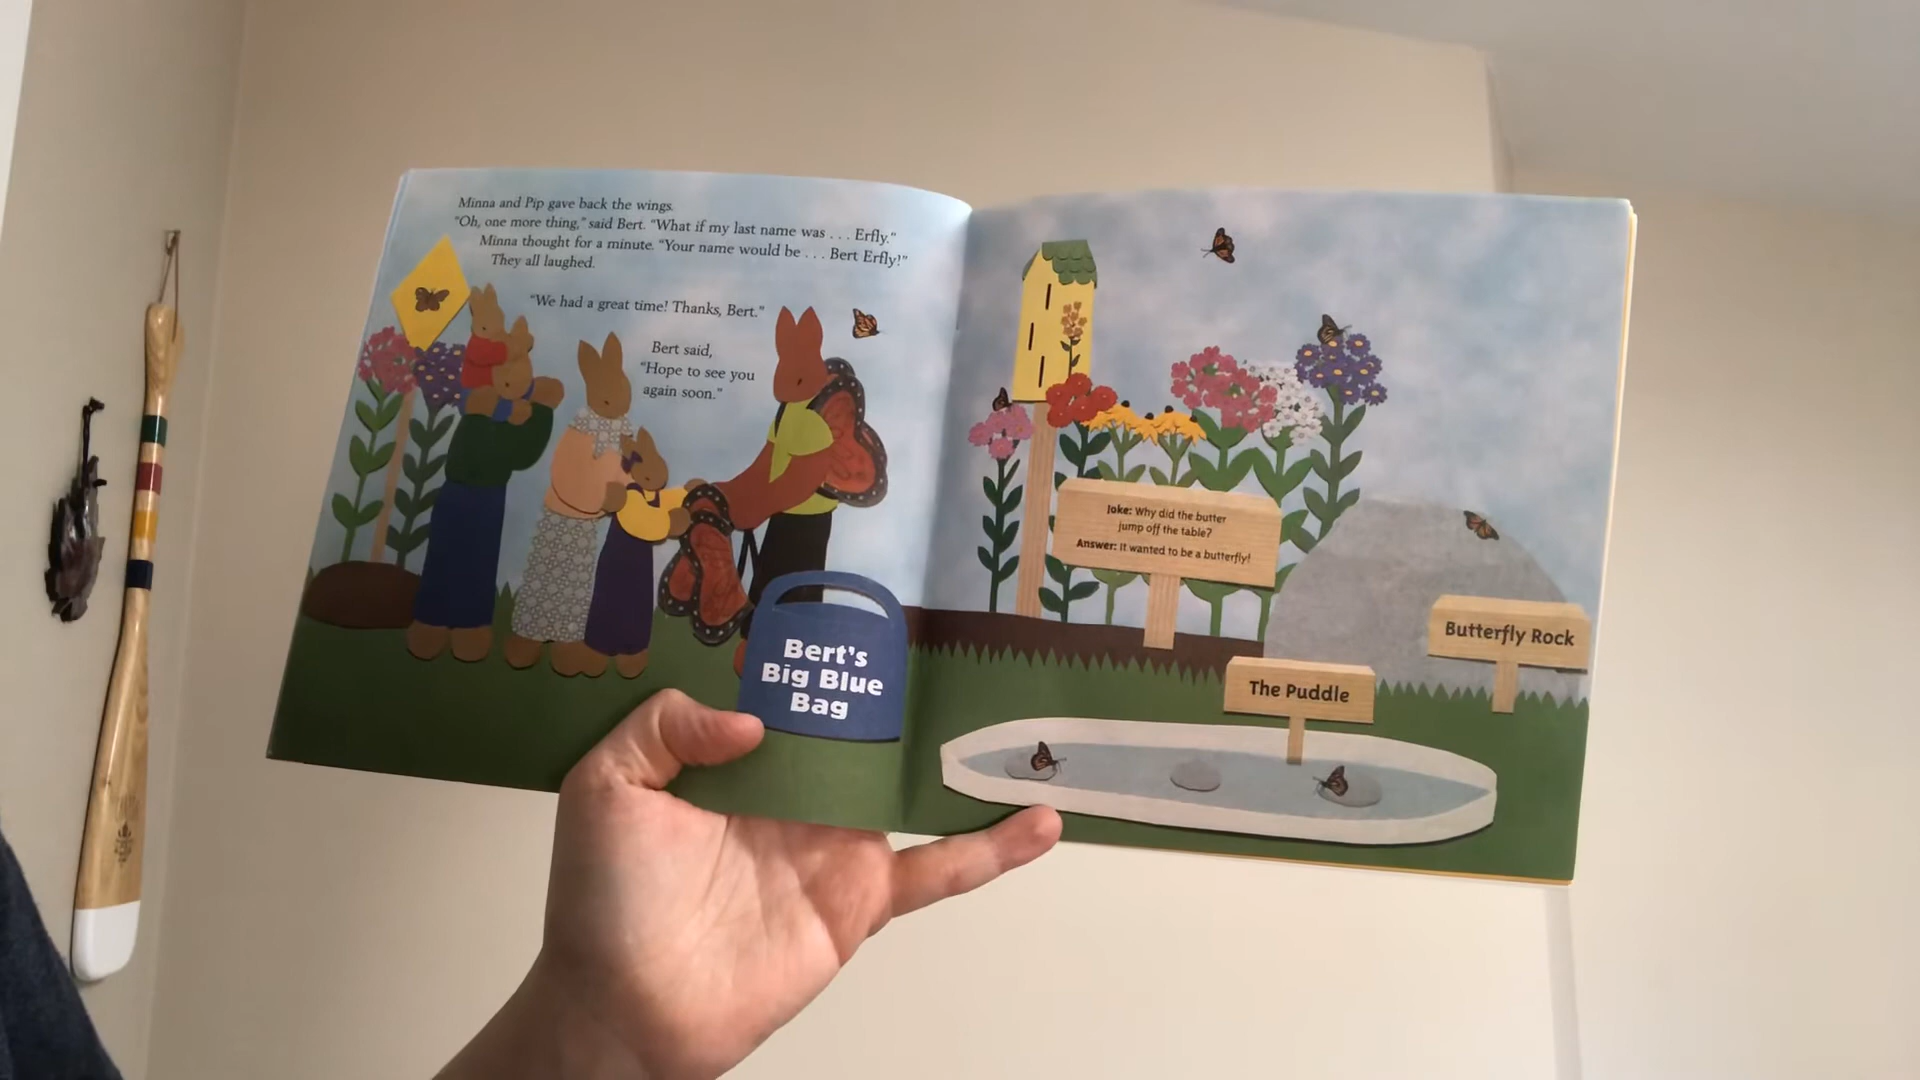 Minna and Pip gave back the wings.
"Oh, one more thing," said Bert. "What if my last name was . . . Erfly."
Minna thought for a minute. "Your name would be . . . Bert Erfly!"
They all laughed.
"We had a great time! Thanks, Bert."
Bert said,
"Hope to see you
again soon."
Bert's
Big Blue
Bag
Joke: Why did the butter
jump off the table?
Answer: It wanted to be a butterfly!
Butterfly Rock
The Puddle